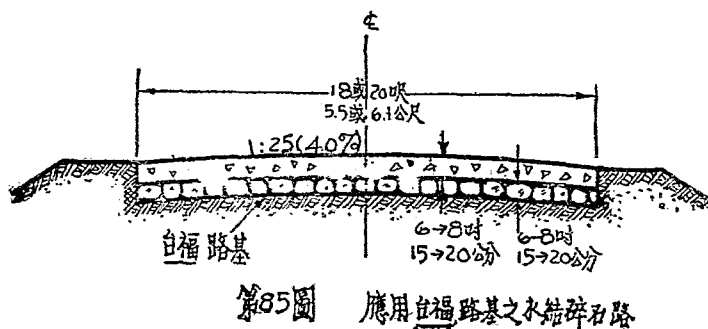 ℄
18或20呎
5.5或6.1公尺
1:25(4.0%)
台福路基
6→8吋
15→20公分
6-8吋
15→20公分
第85圖 應用台福路基之水結碎石路